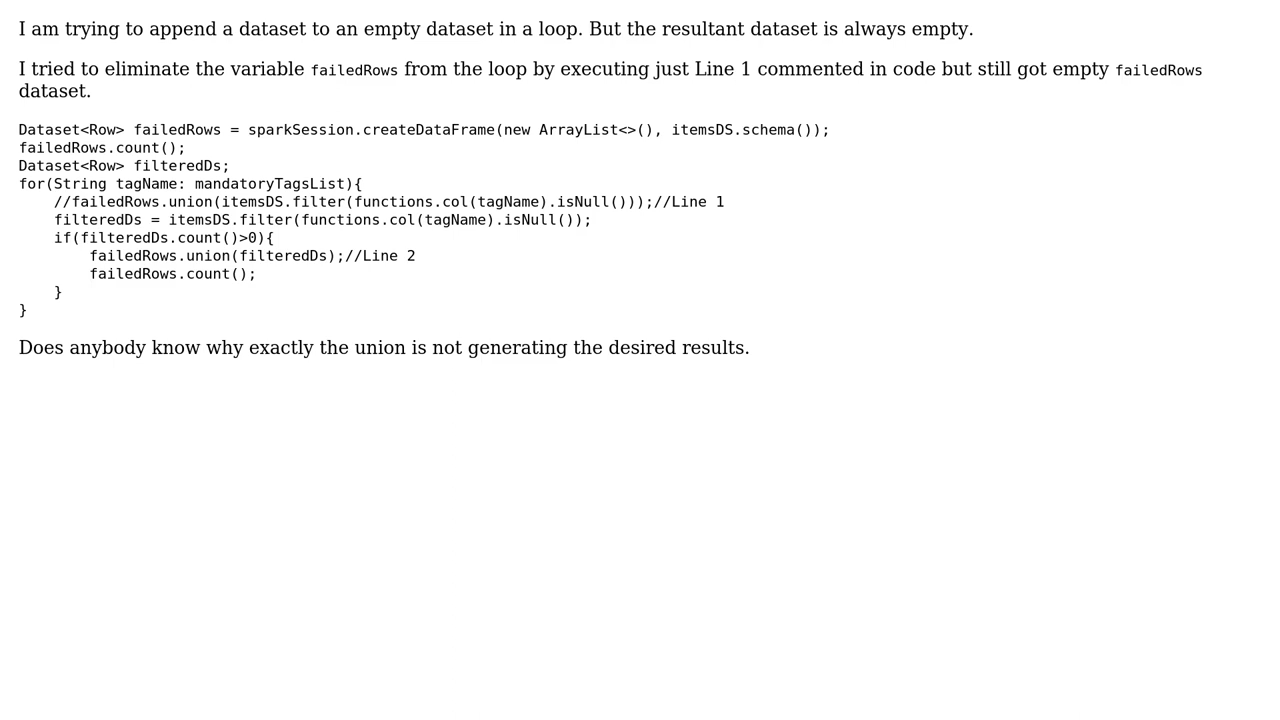 I am trying to append a dataset to an empty dataset in a loop. But the resultant dataset is always empty.
I tried to eliminate the variable failedRows from the loop by executing just Line 1 commented in code but still got empty failedRows
dataset.
Dataset<Row> failedRows = sparkSession.createDataFrame(new ArrayList<>(), itemsDS.schema());
failedRows.count();
Dataset<Row> filteredDs;
for(String tagName: mandatoryTagsList){
    //failedRows.union(itemsDS.filter(functions.col(tagName).isNull()));//Line 1
    filteredDs = itemsDS.filter(functions.col(tagName).isNull());
    if(filteredDs.count()>0){
        failedRows.union(filteredDs);//Line 2
        failedRows.count();
    }
}
Does anybody know why exactly the union is not generating the desired results.